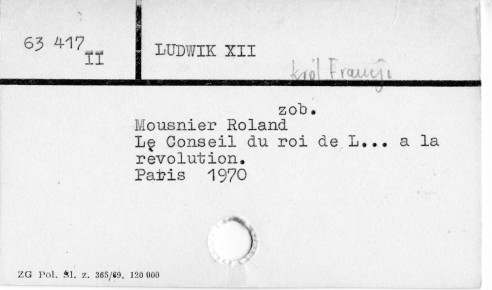 63 417
II
LUDWIK XII
król Francji
zob.
Mousnier Roland
Le Conseil du roi de L... a la
révolution.
Paris 1970
ZG Pol. Śl. z. 365/69, 120 000